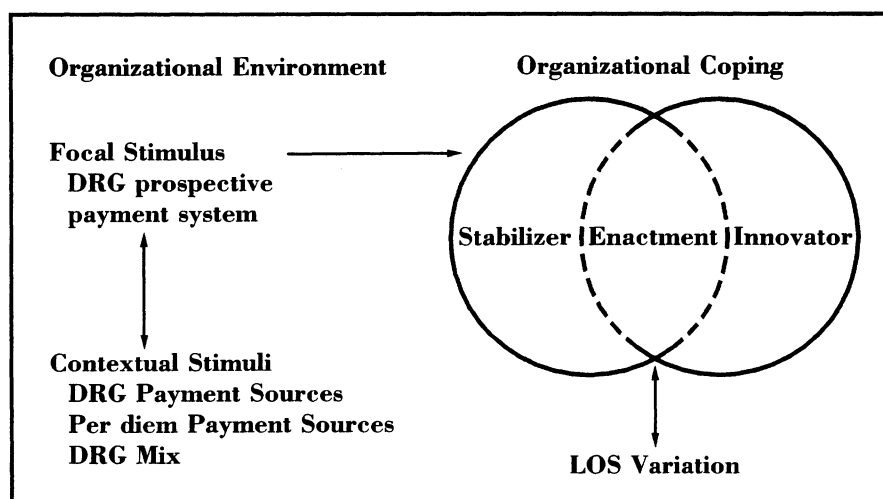 Organizational Environment
Focal Stimulus
DRG prospective
payment system
Contextual Stimuli
DRG Payment Sources
Per diem Payment Sources
DRG Mix
Organizational Coping
Stabilizer Enactment Innovator
LOS Variation